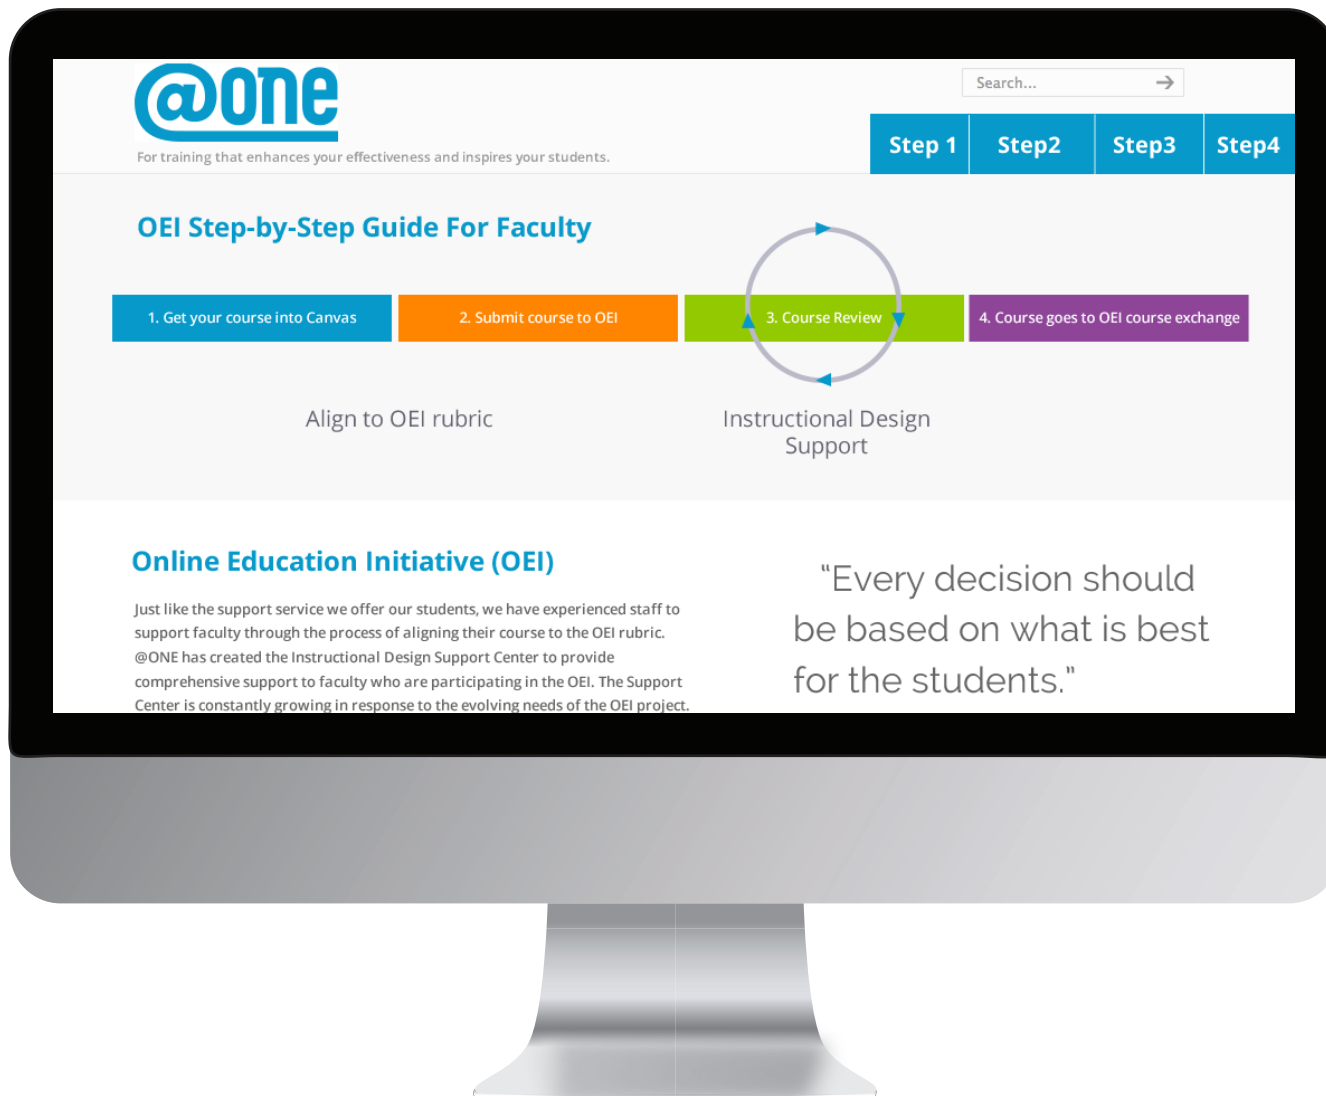 @one
For training that enhances your effectiveness and inspires your students.
Search...
Step 1
Step2
Step3
Step4
OEI Step-by-Step Guide For Faculty
1. Get your course into Canvas
2. Submit course to OEI
3. Course Review
4. Course goes to OEI course exchange
Align to OEI rubric
Instructional Design
Support
Online Education Initiative (OEI)
Just like the support service we offer our students, we have experienced staff to
support faculty through the process of aligning their course to the OEI rubric.
@ONE has created the Instructional Design Support Center to provide
comprehensive support to faculty who are participating in the OEI. The Support
Center is constantly growing in response to the evolving needs of the OEI project.
“Every decision should
be based on what is best
for the students.”